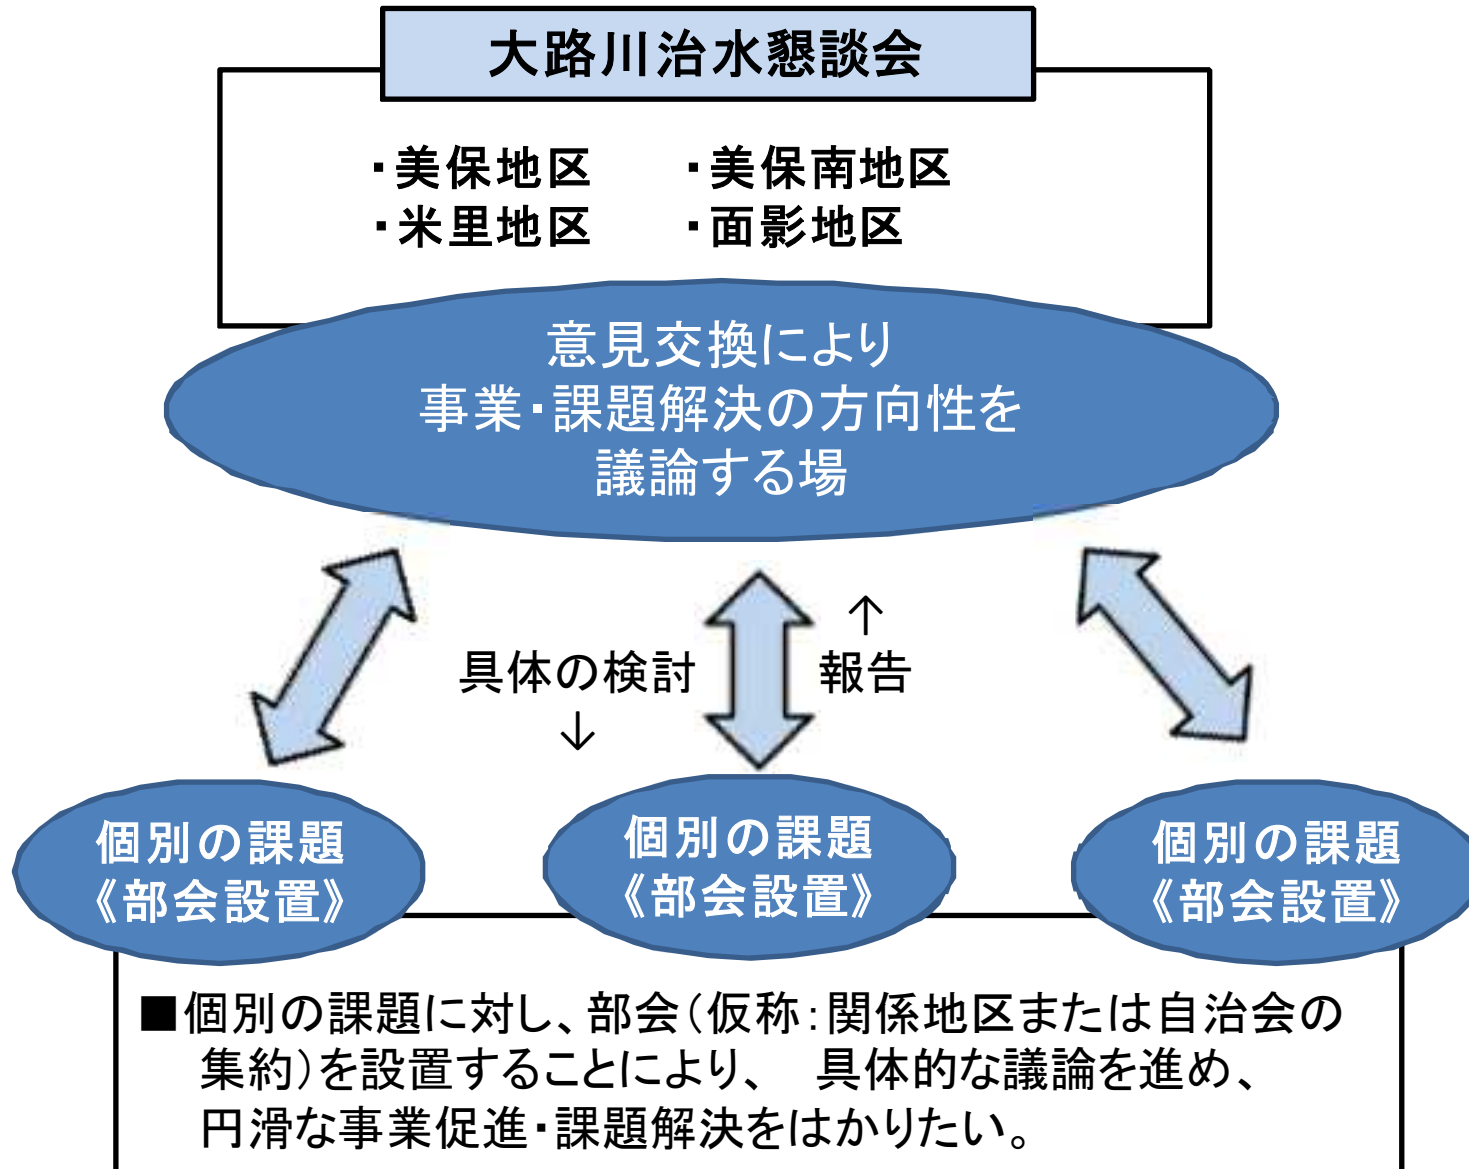 大路川治水懇談会
・美保地区　・美保南地区
・米里地区　・面影地区
意見交換により
事業・課題解決の方向性を
議論する場
↑
具体の検討
報告
↓
個別の課題
《部会設置》
個別の課題
《部会設置》
個別の課題
《部会設置》
■個別の課題に対し、部会（仮称：関係地区または自治会の
集約）を設置することにより、　具体的な議論を進め、
円滑な事業促進・課題解決をはかりたい。